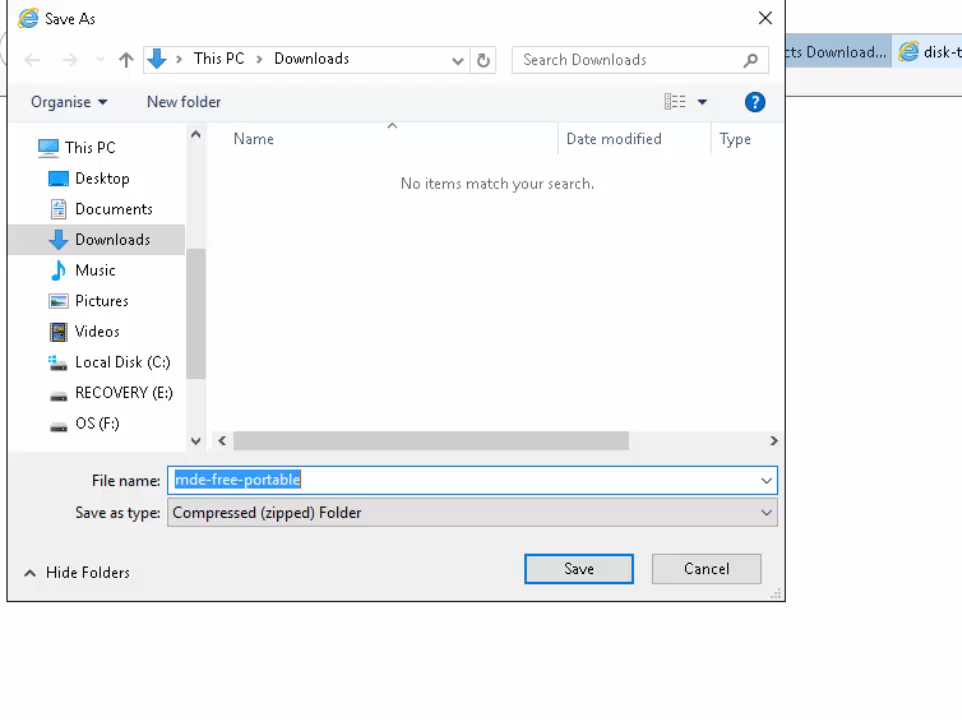 Save As
This PC > Downloads
Search Downloads
cts Download...
disk-t
Organise
New folder
?
Name
Date modified
Type
No items match your search.
This PC
Desktop
Documents
Downloads
Music
Pictures
Videos
Local Disk (C:)
RECOVERY (E:)
OS (F:)
File name: mde-free-portable
Save as type: Compressed (zipped) Folder
Hide Folders
Save
Cancel